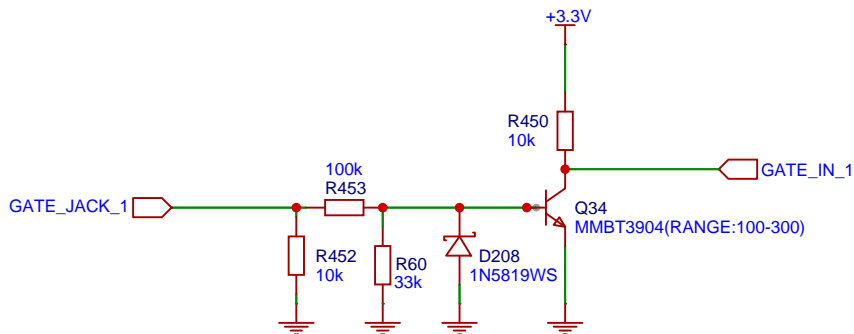 +3.3V
R450
10k
GATE_IN_1
100k
R453
GATE_JACK_1
Q34
MMBT3904(RANGE:100-300)
R452
10k
R60
33k
D208
1N5819WS